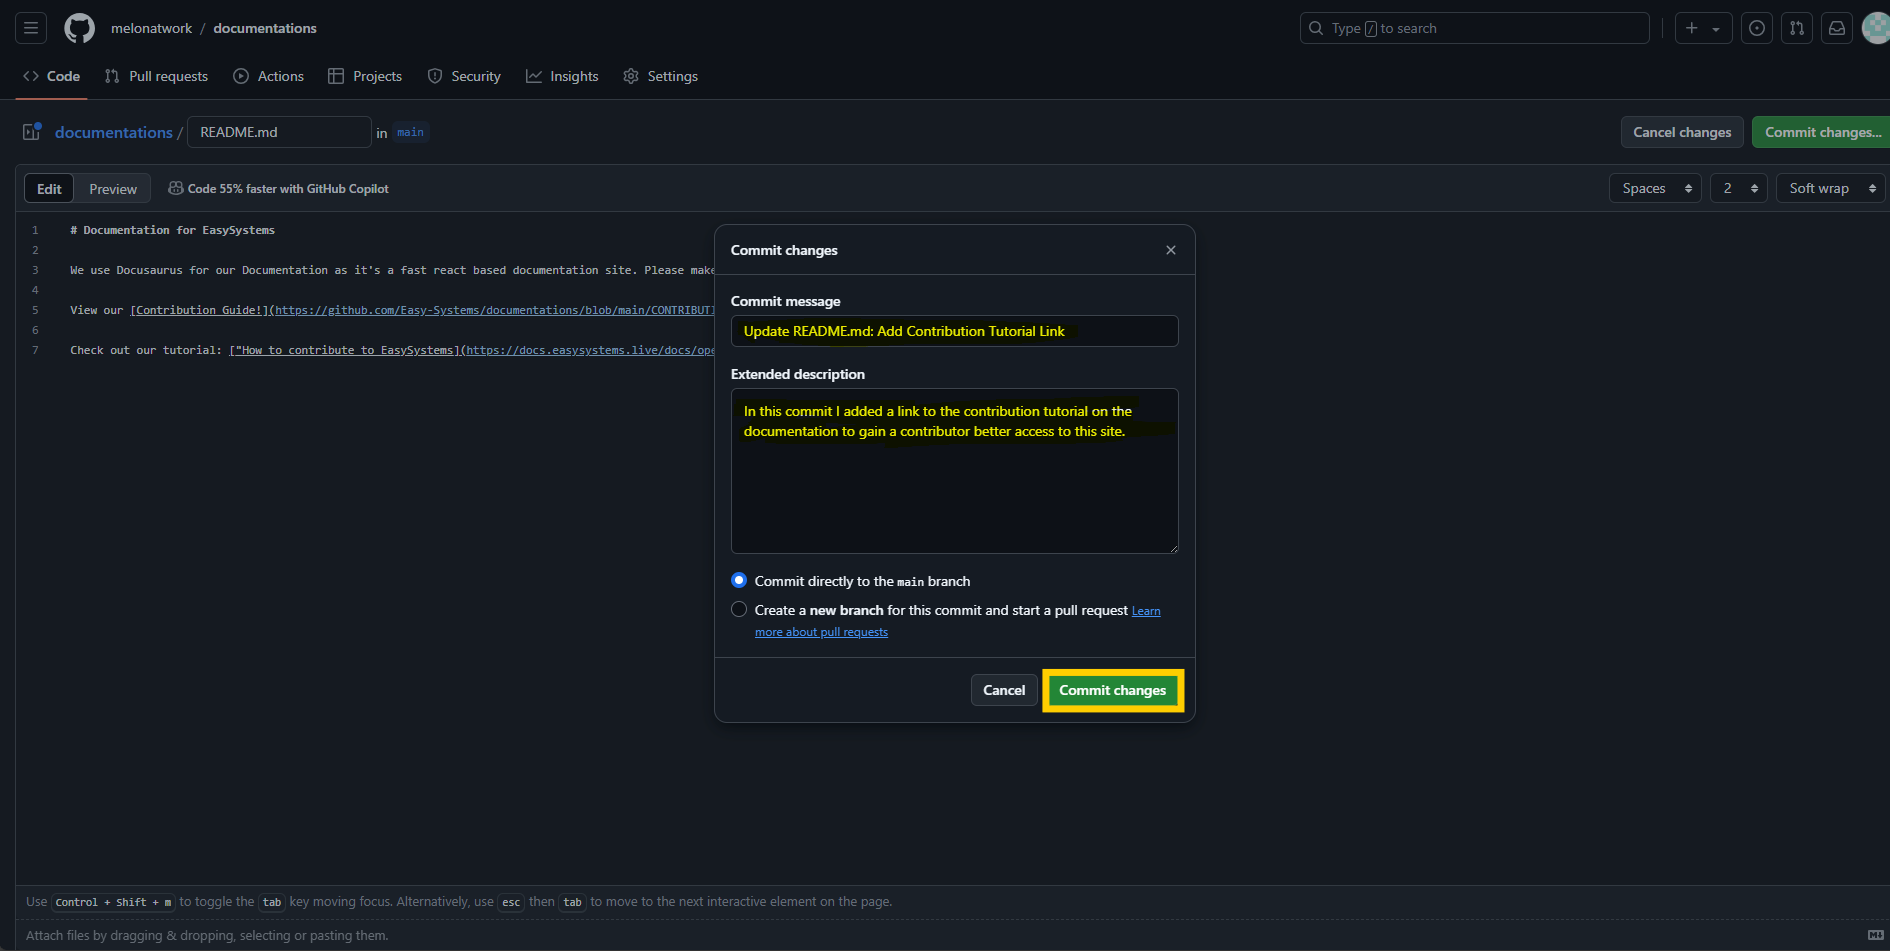 melonatwork / documentations
Type / to search
Code Pull requests Actions Projects Security Insights Settings
documentations / README.md in main
Cancel changes Commit changes...
Edit Preview Code 55% faster with GitHub Copilot
Spaces 2 Soft wrap
1 # Documentation for EasySystems
2
3 We use Docusaurus for our Documentation as it's a fast react based documentation site. Please make
4
5 View our [Contribution Guide!](https://github.com/Easy-Systems/documentations/blob/main/CONTRIBUTI
6
7 Check out our tutorial: ["How to contribute to EasySystems](https://docs.easysystems.live/docs/ope
Commit changes
Commit message
Update README.md: Add Contribution Tutorial Link
Extended description
In this commit I added a link to the contribution tutorial on the
documentation to gain a contributor better access to this site.
Commit directly to the main branch
Create a new branch for this commit and start a pull request Learn
more about pull requests
Cancel Commit changes
Use Control + Shift + m to toggle the tab key moving focus. Alternatively, use esc then tab to move to the next interactive element on the page.
Attach files by dragging & dropping, selecting or pasting them.